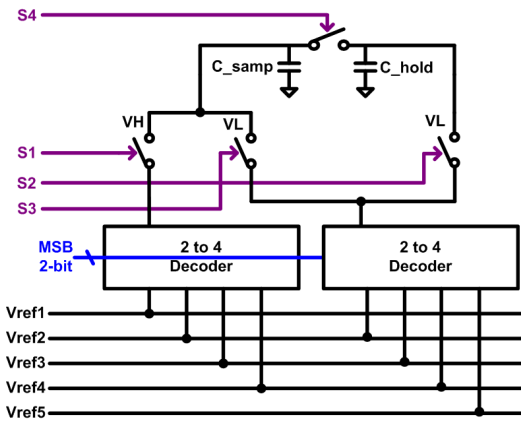 S4
C_samp
C_hold
VH
VL
VL
S1
S2
S3
MSB
2-bit
2 to 4
Decoder
2 to 4
Decoder
Vref1
Vref2
Vref3
Vref4
Vref5